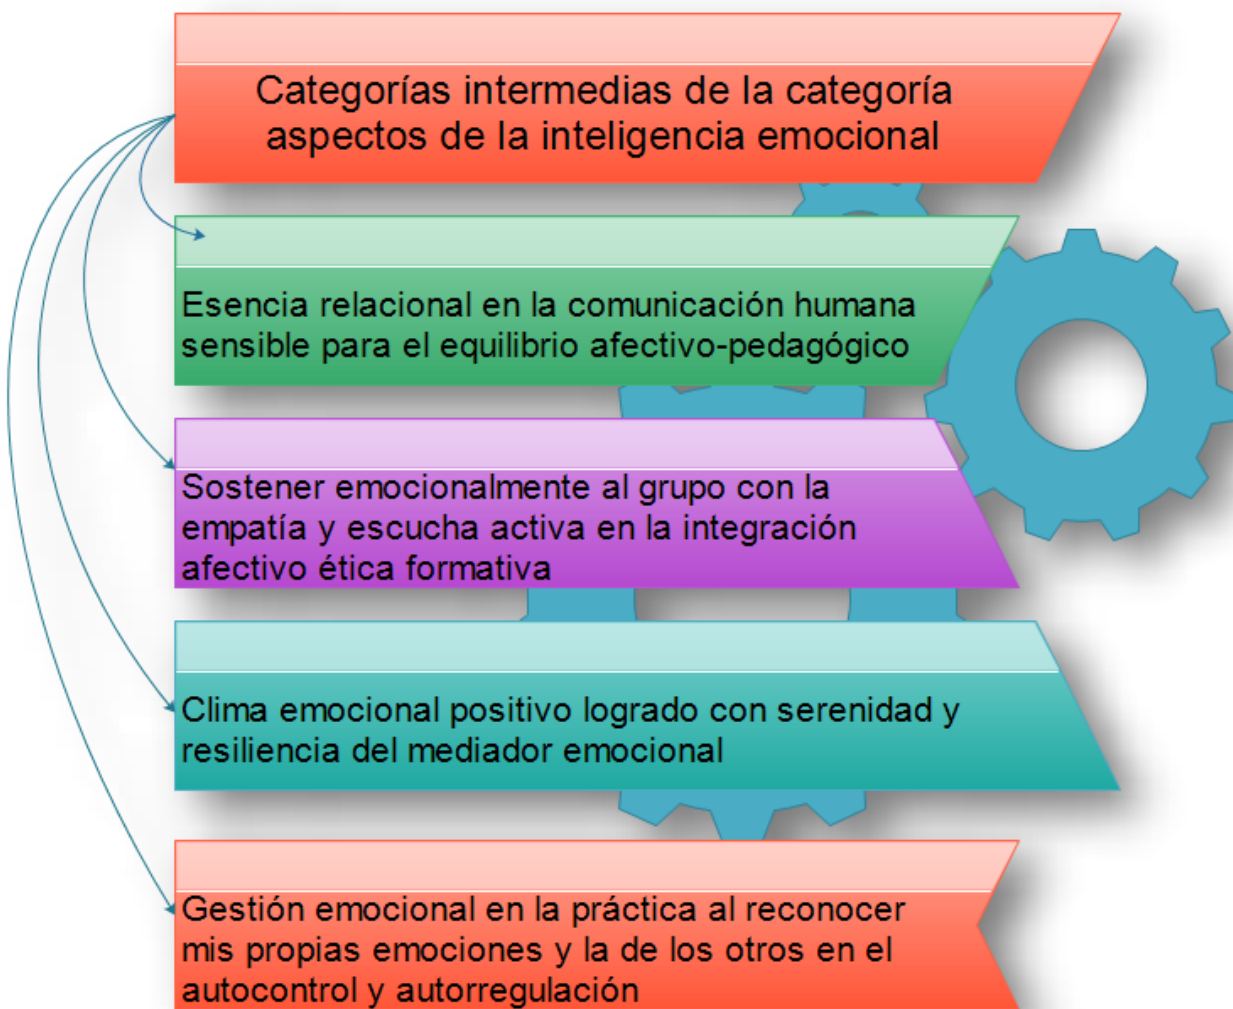 Categorías intermedias de la categoría
aspectos de la inteligencia emocional
Esencia relacional en la comunicación humana
sensible para el equilibrio afectivo-pedagógico
Sostener emocionalmente al grupo con la
empatía y escucha activa en la integración
afectivo ética formativa
Clima emocional positivo logrado con serenidad y
resiliencia del mediador emocional
Gestión emocional en la práctica al reconocer
mis propias emociones y la de los otros en el
autocontrol y autorregulación